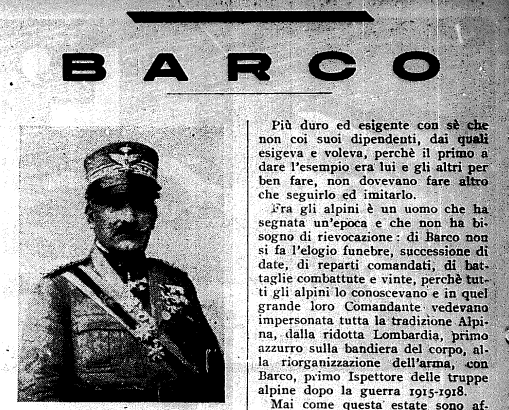 BARCO
Più duro ed esigente con sè che
non coi suoi dipendenti, dai quali
esigeva e voleva, perchè il primo a
dare l'esempio era lui e gli altri per
ben fare, non dovevano fare altro
che seguirlo ed imitarlo.
Fra gli alpini è un uomo che ha
segnata un'epoca e che non ha bi-
sogno di rievocazione : di Barco non
si fa l'elogio funebre, successione di
date, di reparti comandati, di bat-
taglie combattute e vinte, perchè tut-
ti gli alpini lo conoscevano e in quel
grande loro Comandante vedevano
impersonata tutta la tradizione Alpi-
na, dalla ridotta Lombardia, primo
azzurro sulla bandiera del corpo, al-
la riorganizzazione dell'arma, con
Barco, primo Ispettore delle truppe
alpine dopo la guerra 1915-1918.
Mai come questa estate sono af-